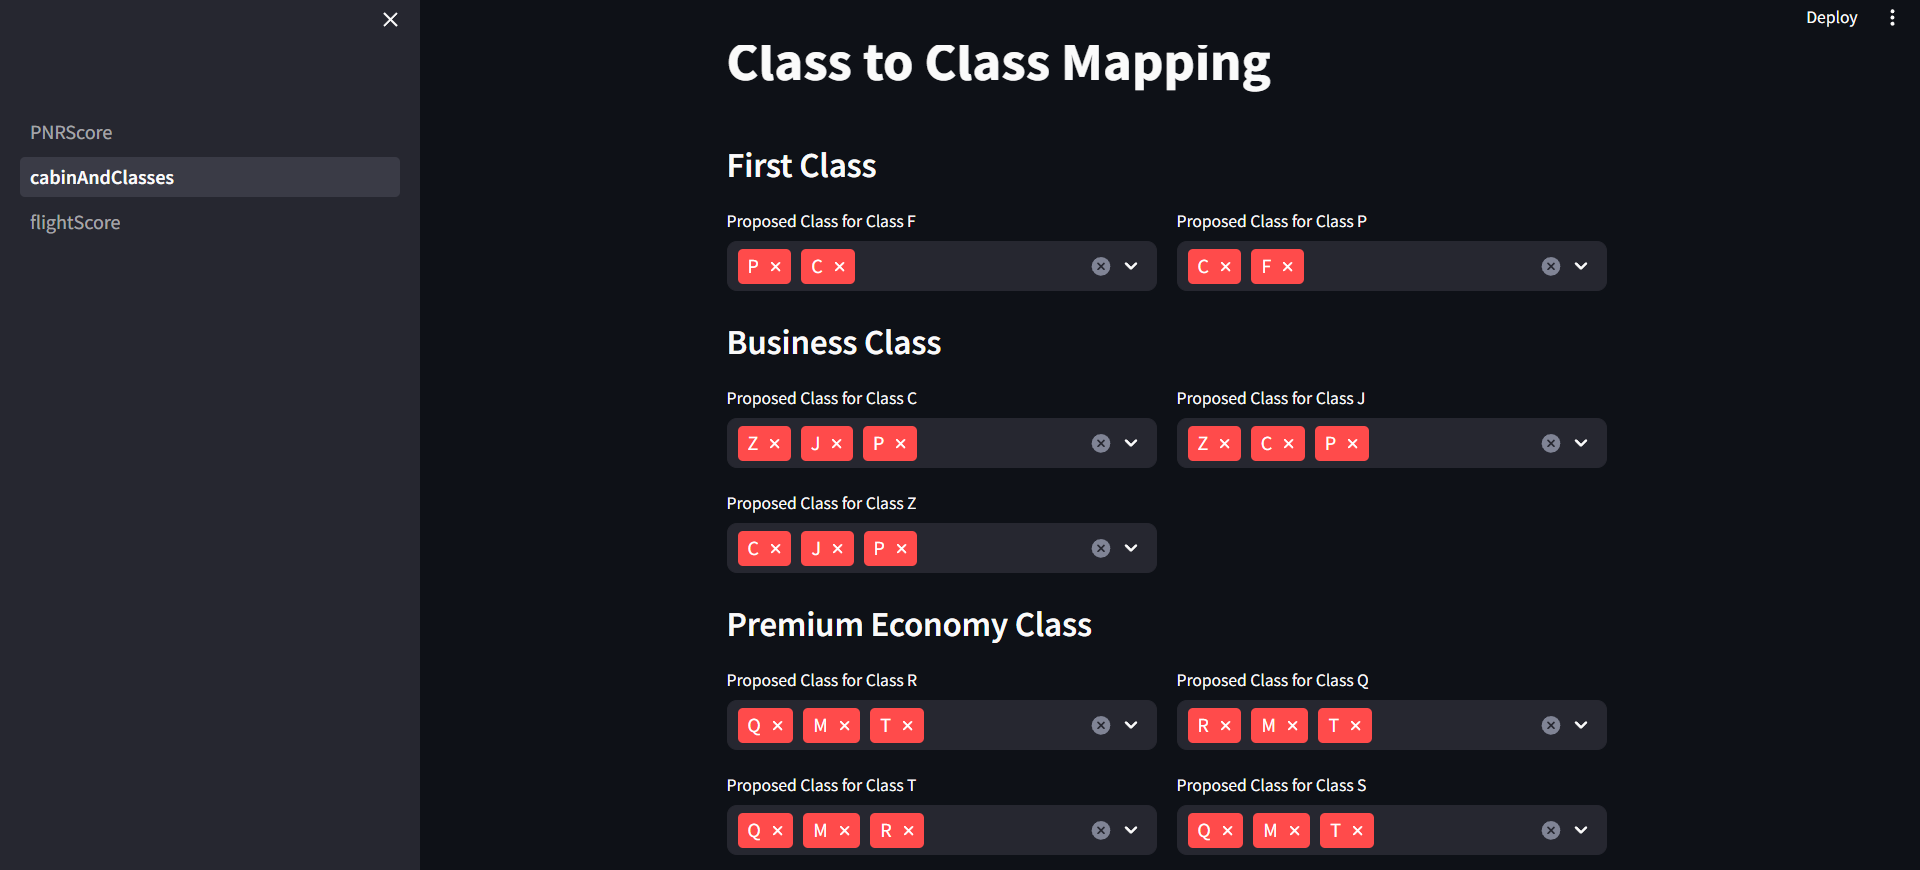 Deploy
PNRScore
cabinAndClasses
flightScore
Class to Class Mapping
First Class
Proposed Class for Class F
P C
Proposed Class for Class P
C F
Business Class
Proposed Class for Class C
Z J P
Proposed Class for Class J
Z C P
Proposed Class for Class Z
C J P
Premium Economy Class
Proposed Class for Class R
Q M T
Proposed Class for Class Q
R M T
Proposed Class for Class T
Q M R
Proposed Class for Class S
Q M T